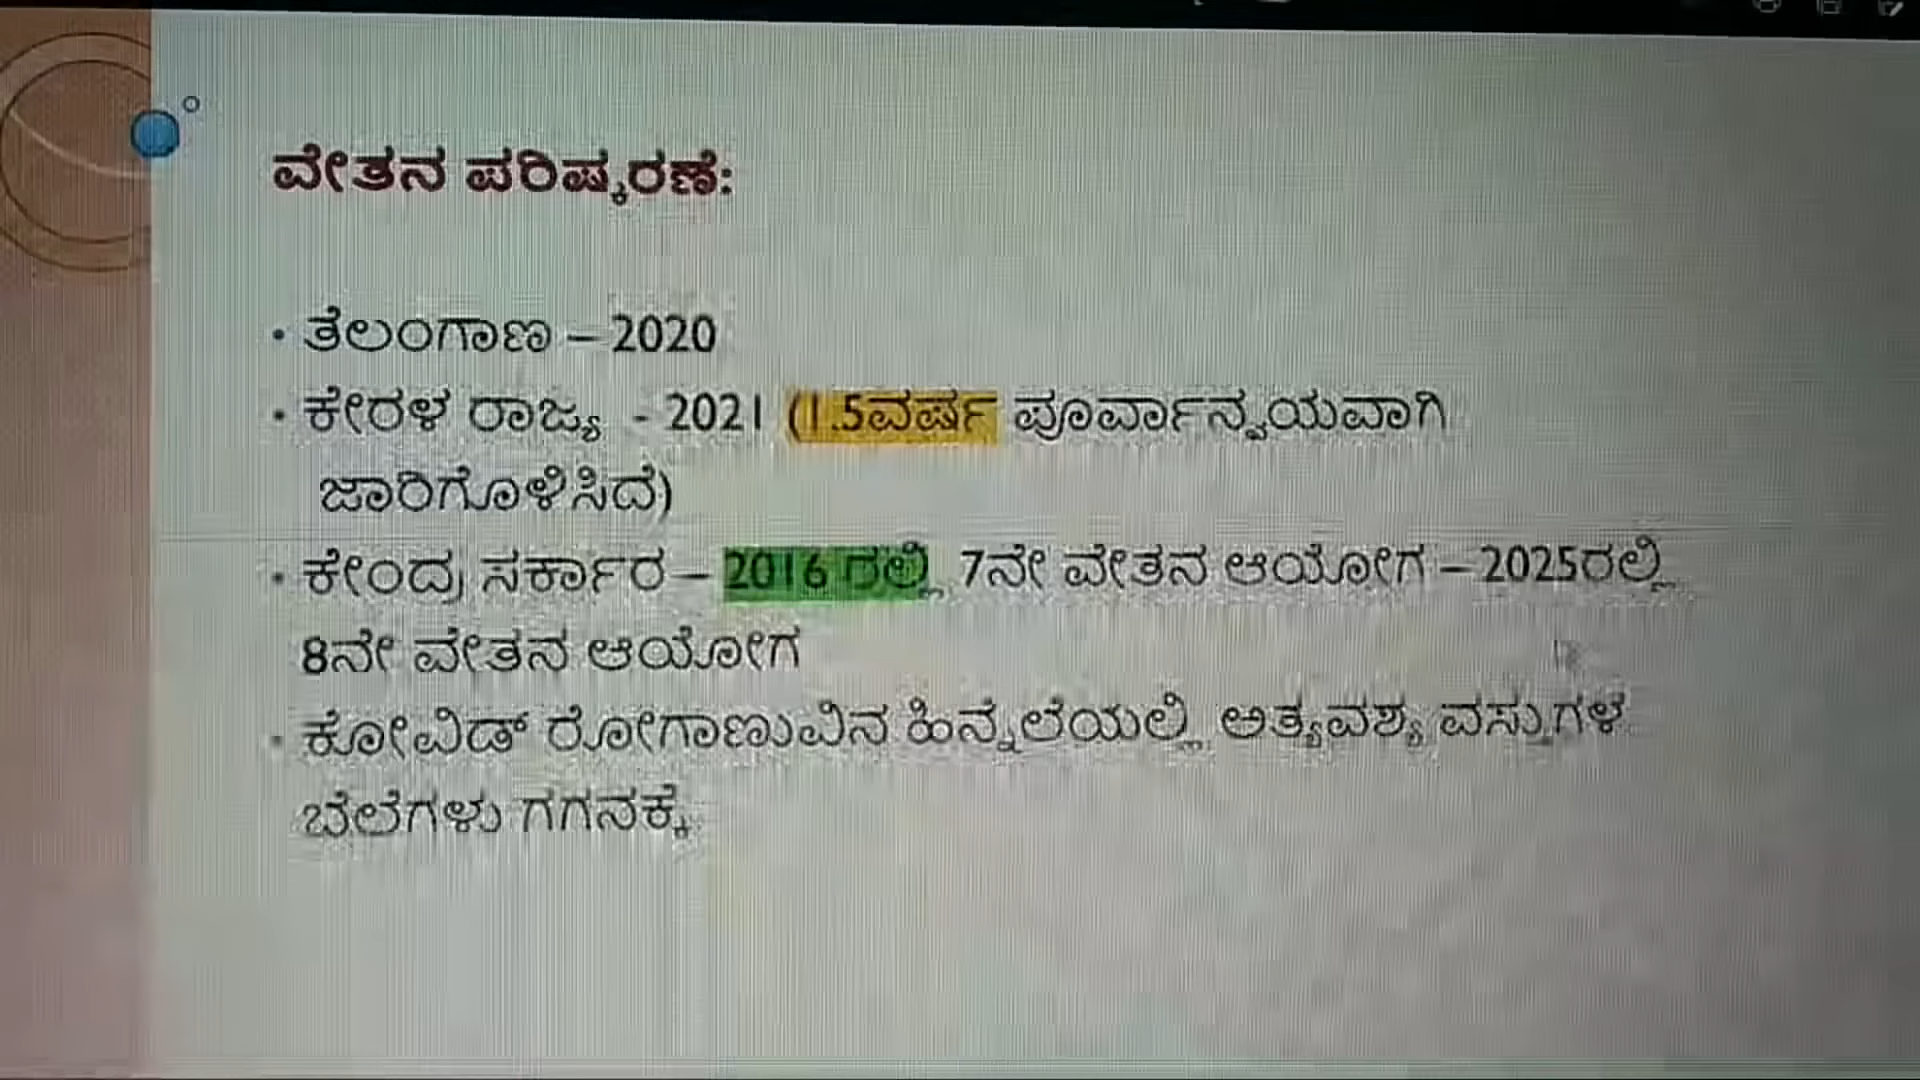 ವೇತನ ಪರಿಷ್ಕರಣೆ:
• ತೆಲಂಗಾಣ – 2020
• ಕೇರಳ ರಾಜ್ಯ - 2021 (1.5ವರ್ಷ ಪೂರ್ವಾನ್ವಯವಾಗಿ
ಜಾರಿಗೊಳಿಸಿದೆ)
• ಕೇಂದ್ರ ಸರ್ಕಾರ – 2016 ರಲ್ಲಿ 7ನೇ ವೇತನ ಆಯೋಗ – 2025ರಲ್ಲಿ
8ನೇ ವೇತನ ಆಯೋಗ
• ಕೋವಿಡ್ ರೋಗಾಣುವಿನ ಹಿನ್ನೆಲೆಯಲ್ಲಿ ಅತ್ಯವಶ್ಯ ವಸ್ತುಗಳ
ಬೆಲೆಗಳು ಗಗನಕ್ಕೆ